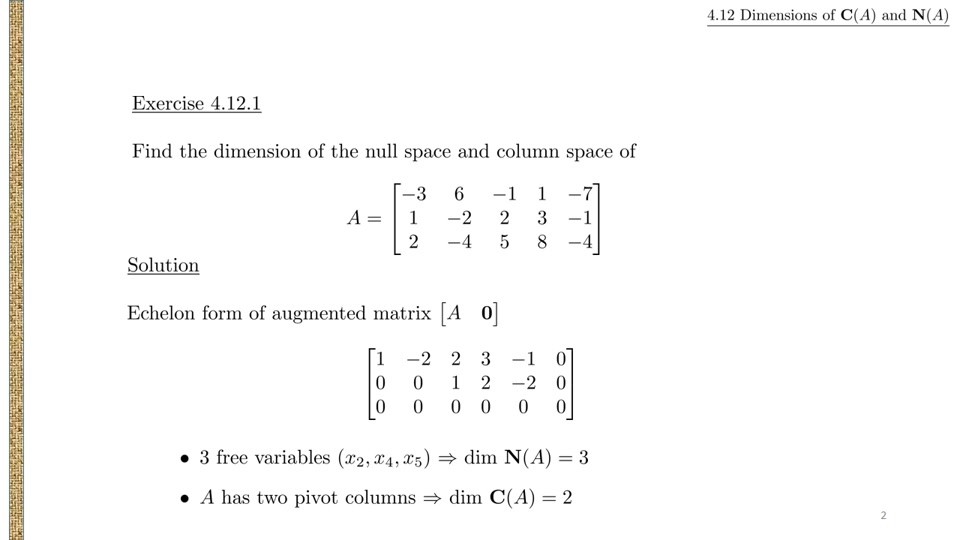 4.12 Dimensions of C(A) and N(A)
Exercise 4.12.1
Find the dimension of the null space and column space of
A = [−3 6 −1 1 −7
1 −2 2 3 −1
2 −4 5 8 −4]
Solution
Echelon form of augmented matrix [A 0]
[1 −2 2 3 −1 0
0 0 1 2 −2 0
0 0 0 0 0 0]
• 3 free variables (x₂, x₄, x₅) ⇒ dim N(A) = 3
• A has two pivot columns ⇒ dim C(A) = 2
2